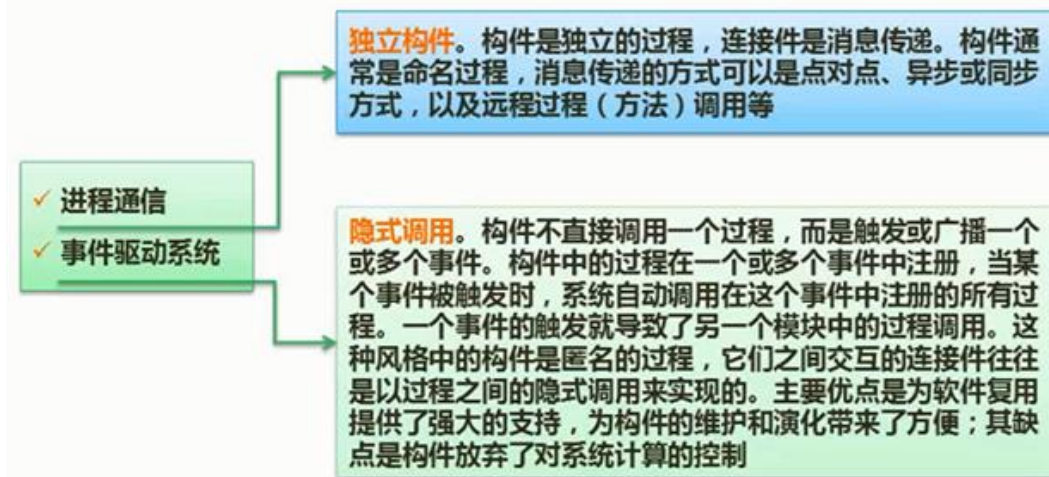 独立构件。构件是独立的过程，连接件是消息传递。构件通
常是命名过程，消息传递的方式可以是点对点、异步或同步
方式，以及远程过程（方法）调用等
进程通信
事件驱动系统
隐式调用。构件不直接调用一个过程，而是触发或广播一个
或多个事件。构件中的过程在一个或多个事件中注册，当某
个事件被触发时，系统自动调用在这个事件中注册的所有过
程。一个事件的触发就导致了另一个模块中的过程调用。这
种风格中的构件是匿名的过程，它们之间交互的连接件往往
是以过程之间的隐式调用来实现的。主要优点是为软件复用
提供了强大的支持，为构件的维护和演化带来了方便；其缺
点是构件放弃了对系统计算的控制